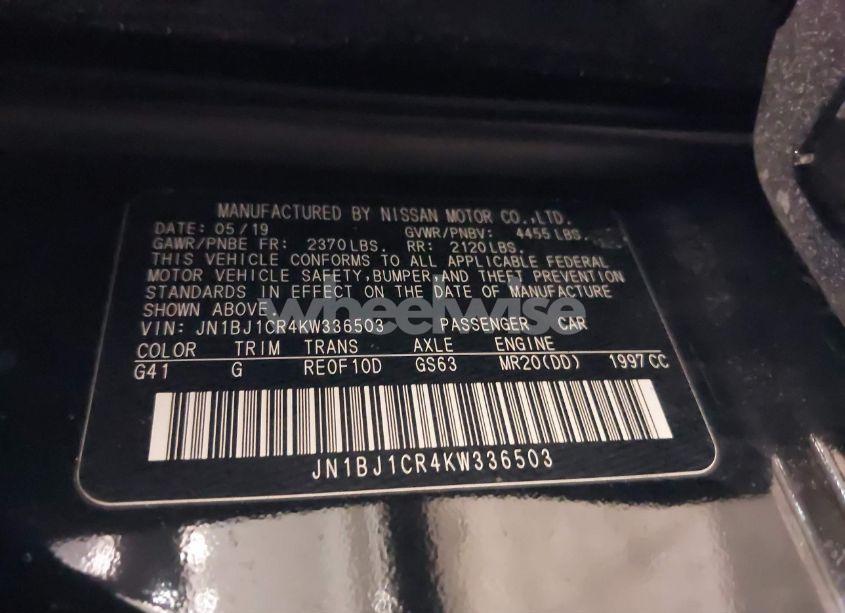 MANUFACTURED BY NISSAN MOTOR CO.,LTD.
DATE: 05/19 GVWR/PNBV: 4455 LBS.
GAWR/PNBE FR: 2370 LBS. RR: 2120 LBS.
THIS VEHICLE CONFORMS TO ALL APPLICABLE FEDERAL
MOTOR VEHICLE SAFETY,BUMPER,AND THEFT PREVENTION
STANDARDS IN EFFECT ON THE DATE OF MANUFACTURE
SHOWN ABOVE.
wheelwise
VIN: JN1BJ1CR4KW336503 PASSENGER CAR
COLOR TRIM TRANS AXLE ENGINE
G41 G RE0F10D GS63 MR20(DD) 1997 CC
JN1BJ1CR4KW336503